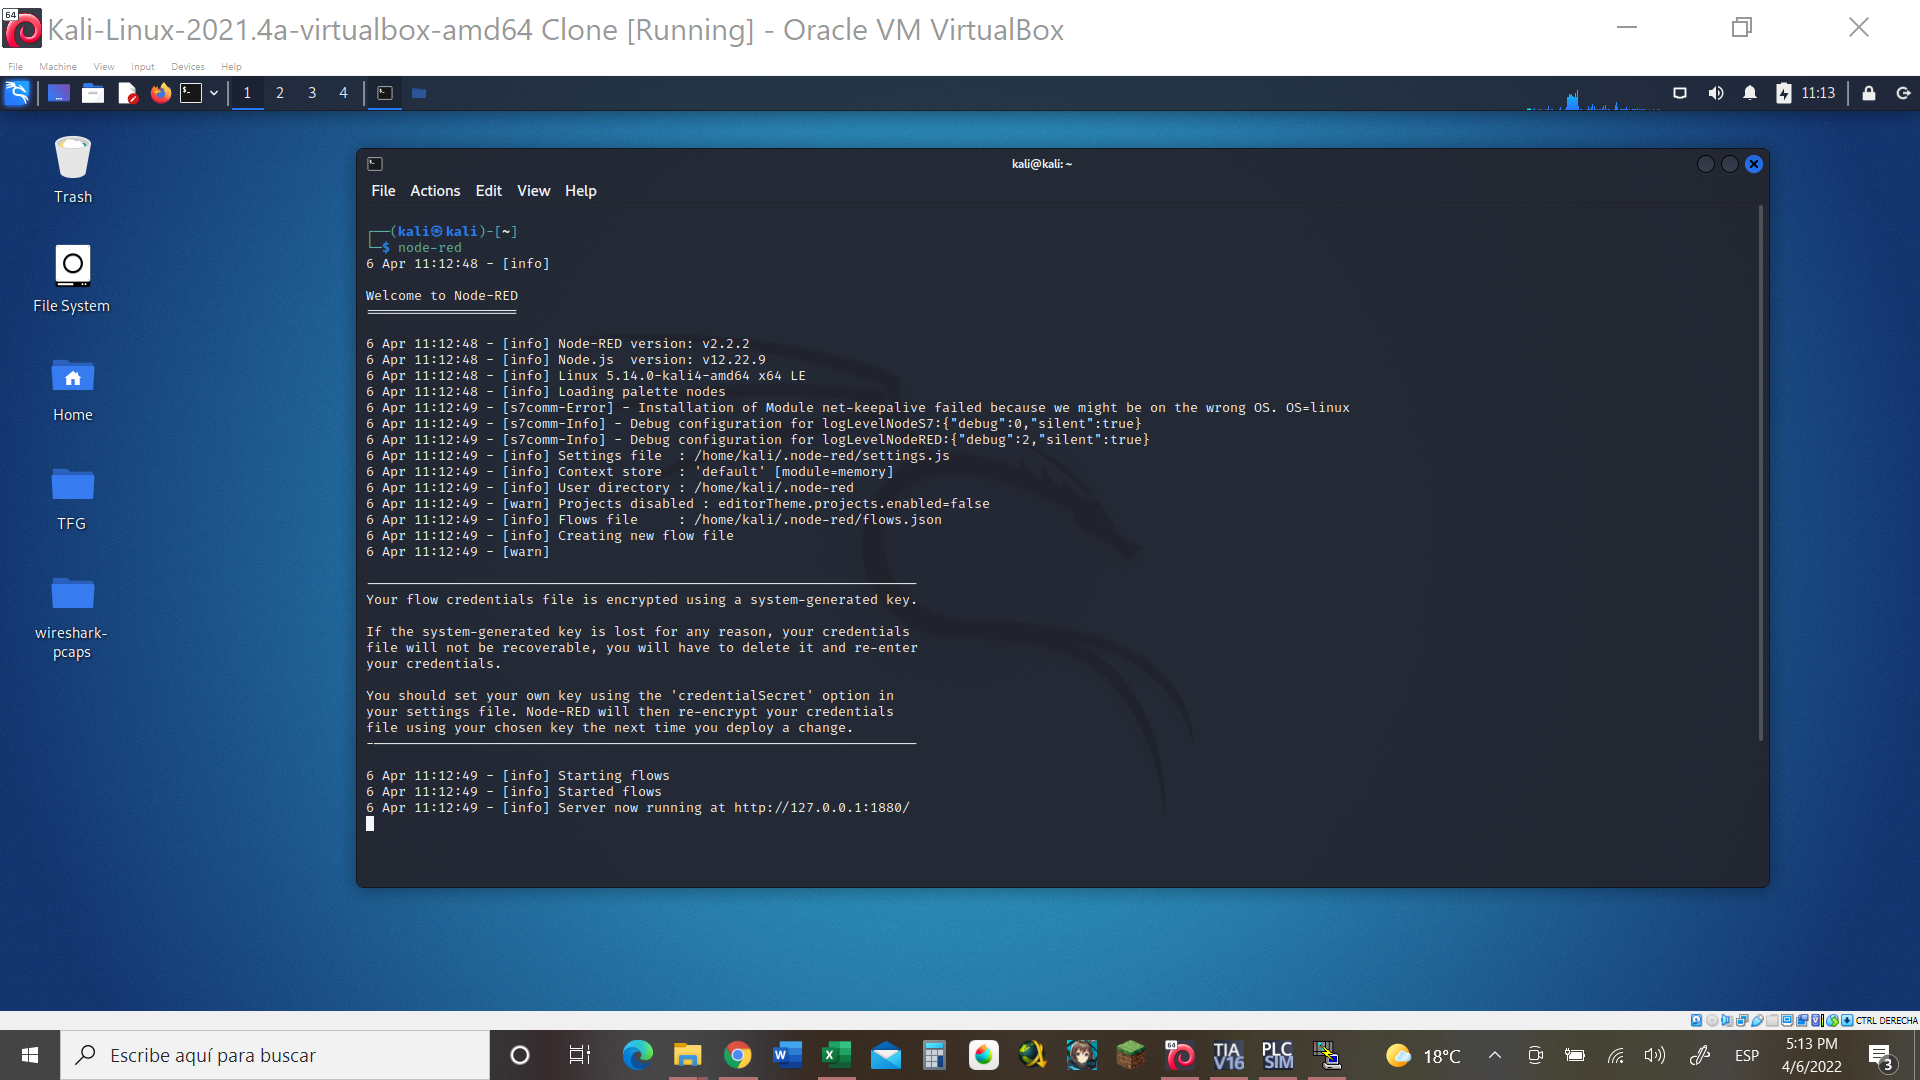 64
Kali-Linux-2021.4a-virtualbox-amd64 Clone [Running] - Oracle VM VirtualBox
File Machine View Input Devices Help
1 2 3 4
11:13
Trash
File System
Home
TFG
wireshark-
pcaps
kali@kali: ~
File Actions Edit View Help
┌──(kali㉿kali)-[~]
└─$ node-red
6 Apr 11:12:48 - [info]
Welcome to Node-RED
===================
6 Apr 11:12:48 - [info] Node-RED version: v2.2.2
6 Apr 11:12:48 - [info] Node.js  version: v12.22.9
6 Apr 11:12:48 - [info] Linux 5.14.0-kali4-amd64 x64 LE
6 Apr 11:12:48 - [info] Loading palette nodes
6 Apr 11:12:49 - [s7comm-Error] - Installation of Module net-keepalive failed because we might be on the wrong OS. OS=linux
6 Apr 11:12:49 - [s7comm-Info] - Debug configuration for logLevelNodeS7:{"debug":0,"silent":true}
6 Apr 11:12:49 - [s7comm-Info] - Debug configuration for logLevelNodeRED:{"debug":2,"silent":true}
6 Apr 11:12:49 - [info] Settings file  : /home/kali/.node-red/settings.js
6 Apr 11:12:49 - [info] Context store  : 'default' [module=memory]
6 Apr 11:12:49 - [info] User directory : /home/kali/.node-red
6 Apr 11:12:49 - [warn] Projects disabled : editorTheme.projects.enabled=false
6 Apr 11:12:49 - [info] Flows file     : /home/kali/.node-red/flows.json
6 Apr 11:12:49 - [info] Creating new flow file
6 Apr 11:12:49 - [warn]
---------------------------------------------------------------------
Your flow credentials file is encrypted using a system-generated key.
If the system-generated key is lost for any reason, your credentials
file will not be recoverable, you will have to delete it and re-enter
your credentials.
You should set your own key using the 'credentialSecret' option in
your settings file. Node-RED will then re-encrypt your credentials
file using your chosen key the next time you deploy a change.
---------------------------------------------------------------------
6 Apr 11:12:49 - [info] Starting flows
6 Apr 11:12:49 - [info] Started flows
6 Apr 11:12:49 - [info] Server now running at http://127.0.0.1:1880/
CTRL DERECHA
Escribe aquí para buscar
64
TIA
V16
PLC
SIM
18°C
ESP
5:13 PM
4/6/2022
3